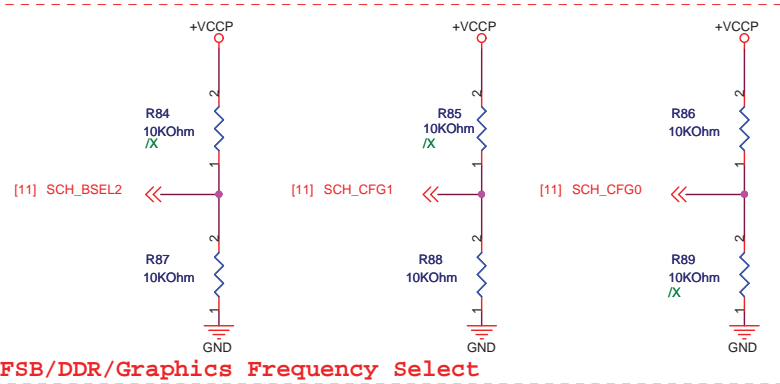 +VCCP +VCCP +VCCP
2 2 2
R84 R85 R86
10KOhm 10KOhm 10KOhm
/X /X
1 1 1
[11] SCH_BSEL2 [11] SCH_CFG1 [11] SCH_CFG0
2 2 2
R87 R88 R89
10KOhm 10KOhm 10KOhm
/X
1 1 1
GND GND GND
FSB/DDR/Graphics Frequency Select